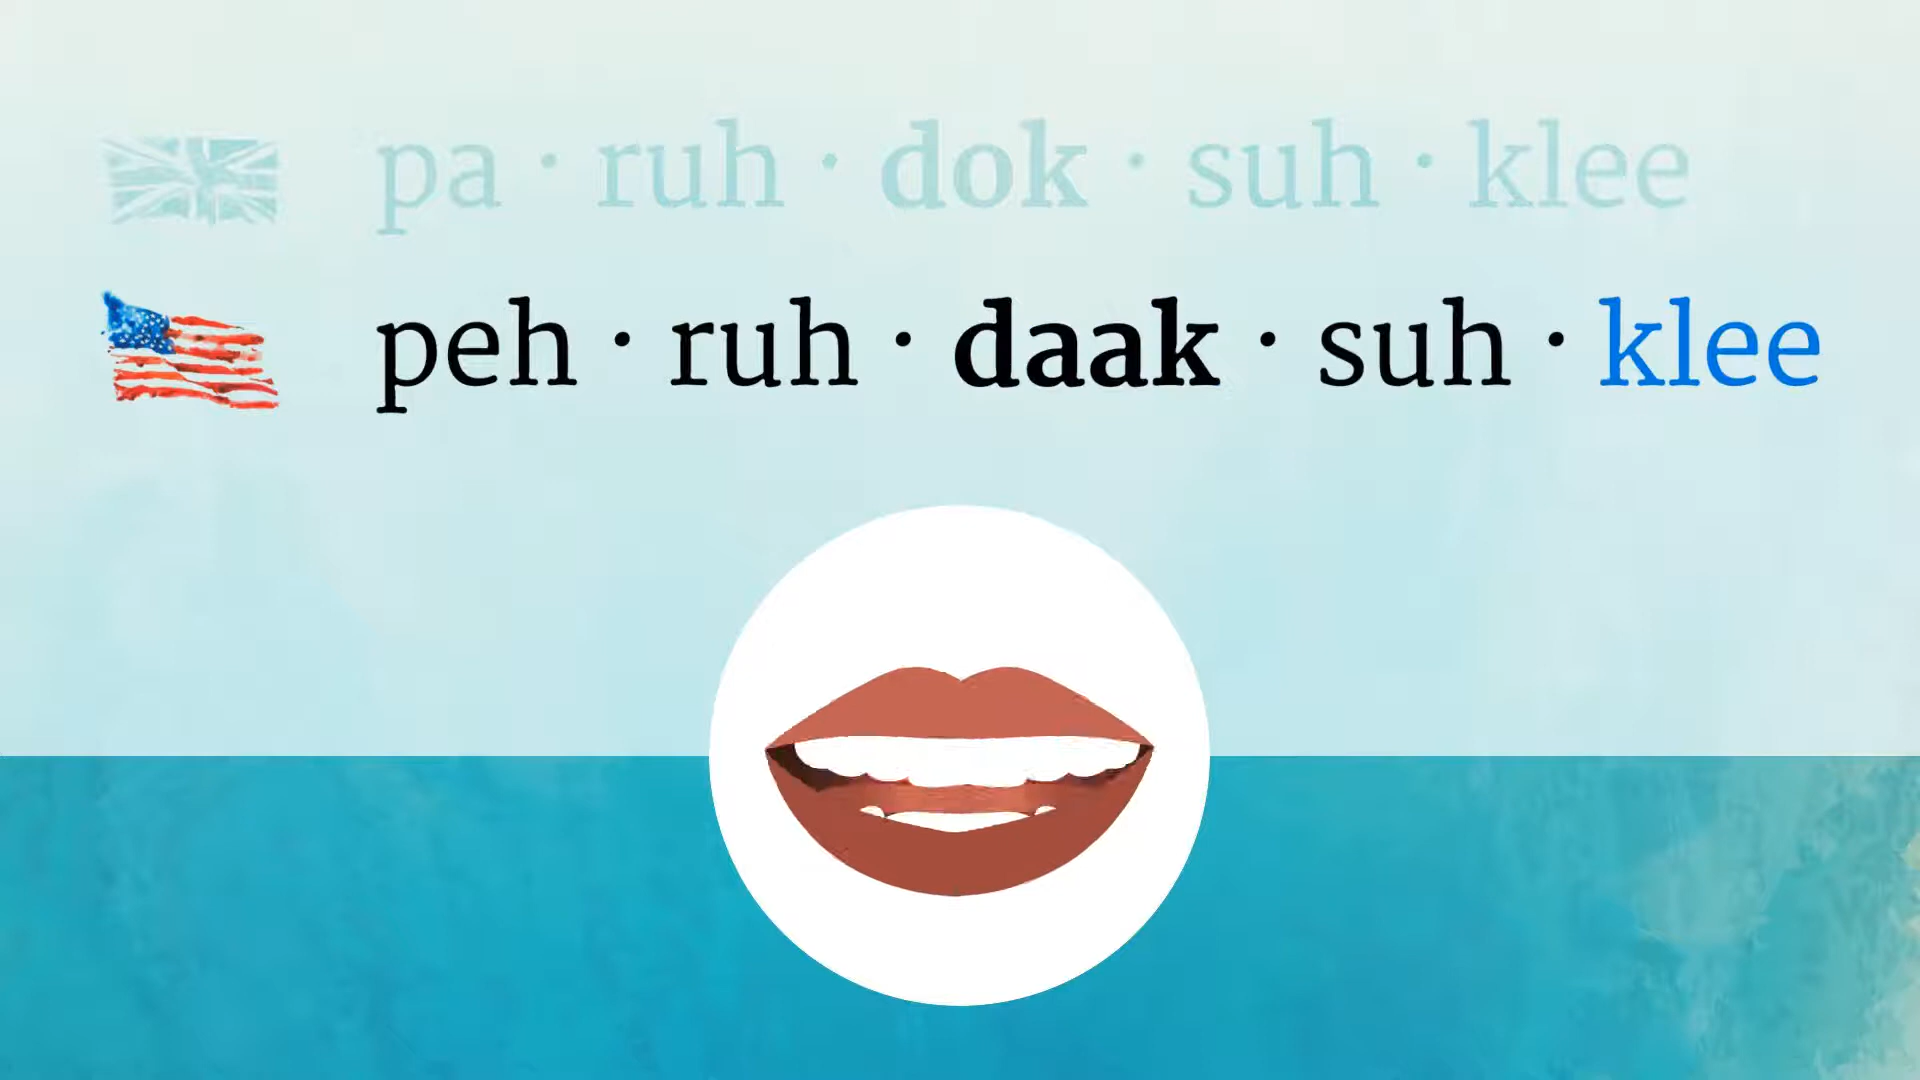 pa · ruh · dok · suh · klee
peh · ruh · daak · suh · klee